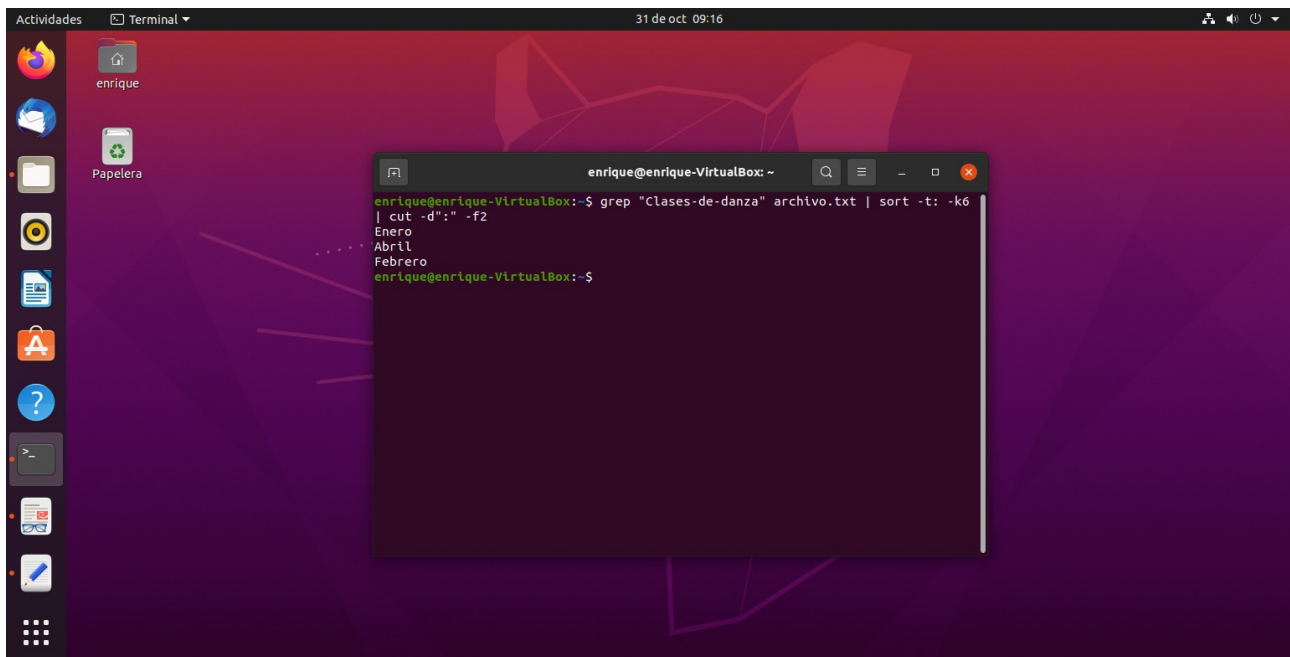 Actividades Terminal 31 de oct 09:16
enrique
Papelera
enrique@enrique-VirtualBox: ~
enrique@enrique-VirtualBox:~$ grep "Clases-de-danza" archivo.txt | sort -t: -k6
| cut -d":" -f2
Enero
Abril
Febrero
enrique@enrique-VirtualBox:~$